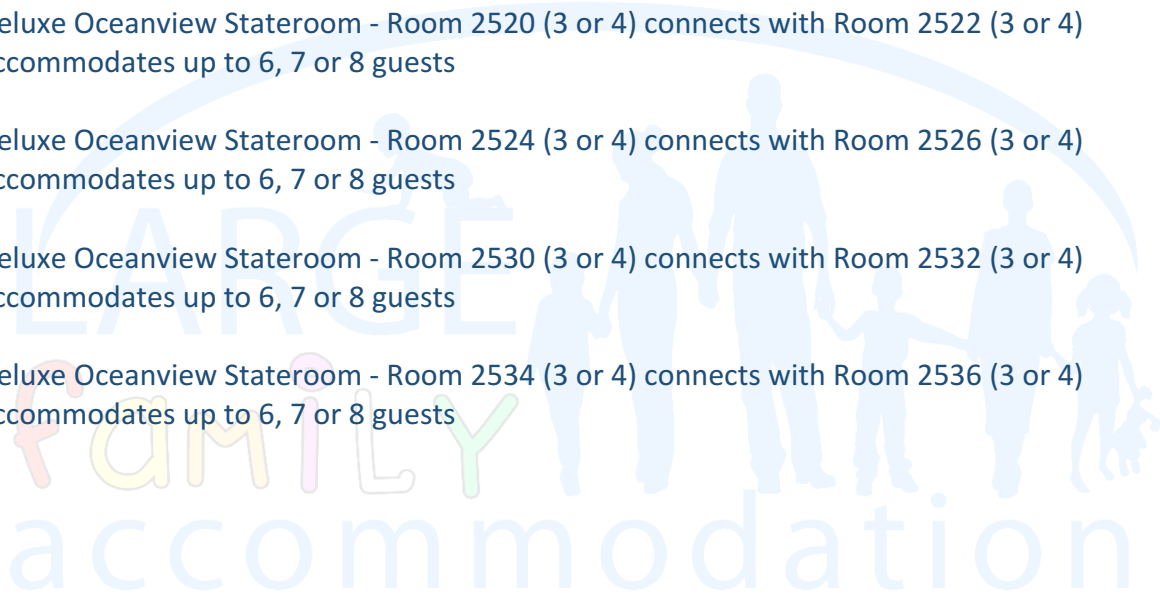 eluxe Oceanview Stateroom - Room 2520 (3 or 4) connects with Room 2522 (3 or 4)
ccommodates up to 6, 7 or 8 guests
eluxe Oceanview Stateroom - Room 2524 (3 or 4) connects with Room 2526 (3 or 4)
ccommodates up to 6, 7 or 8 guests
LARGE
eluxe Oceanview Stateroom - Room 2530 (3 or 4) connects with Room 2532 (3 or 4)
ccommodates up to 6, 7 or 8 guests
eluxe Oceanview Stateroom - Room 2534 (3 or 4) connects with Room 2536 (3 or 4)
ccommodates up to 6, 7 or 8 guests
faMiLY
accommodation